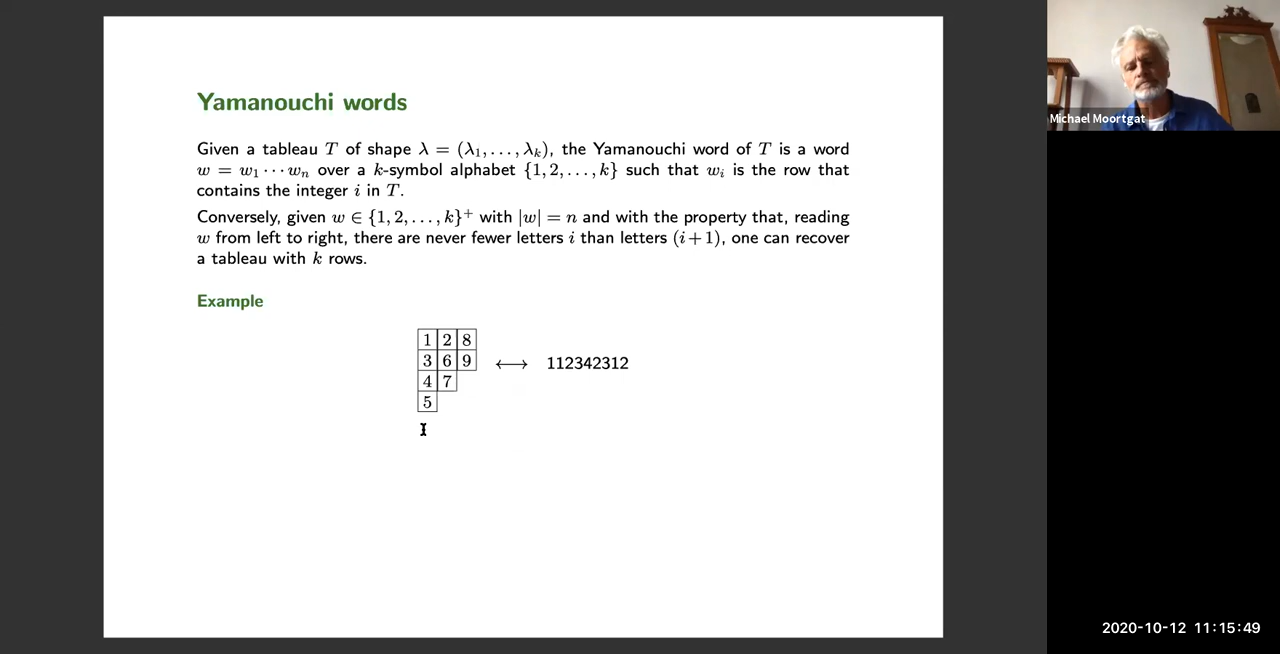 Yamanouchi words
Given a tableau T of shape λ = (λ₁, . . . , λₖ), the Yamanouchi word of T is a word
w = w₁ · · · wₙ over a k-symbol alphabet {1, 2, . . . , k} such that wᵢ is the row that
contains the integer i in T.
Conversely, given w ∈ {1, 2, . . . , k}⁺ with |w| = n and with the property that, reading
w from left to right, there are never fewer letters i than letters (i + 1), one can recover
a tableau with k rows.
Example
1 2 8
3 6 9 ⟷ 112342312
4 7
5
Michael Moortgat
2020-10-12 11:15:49